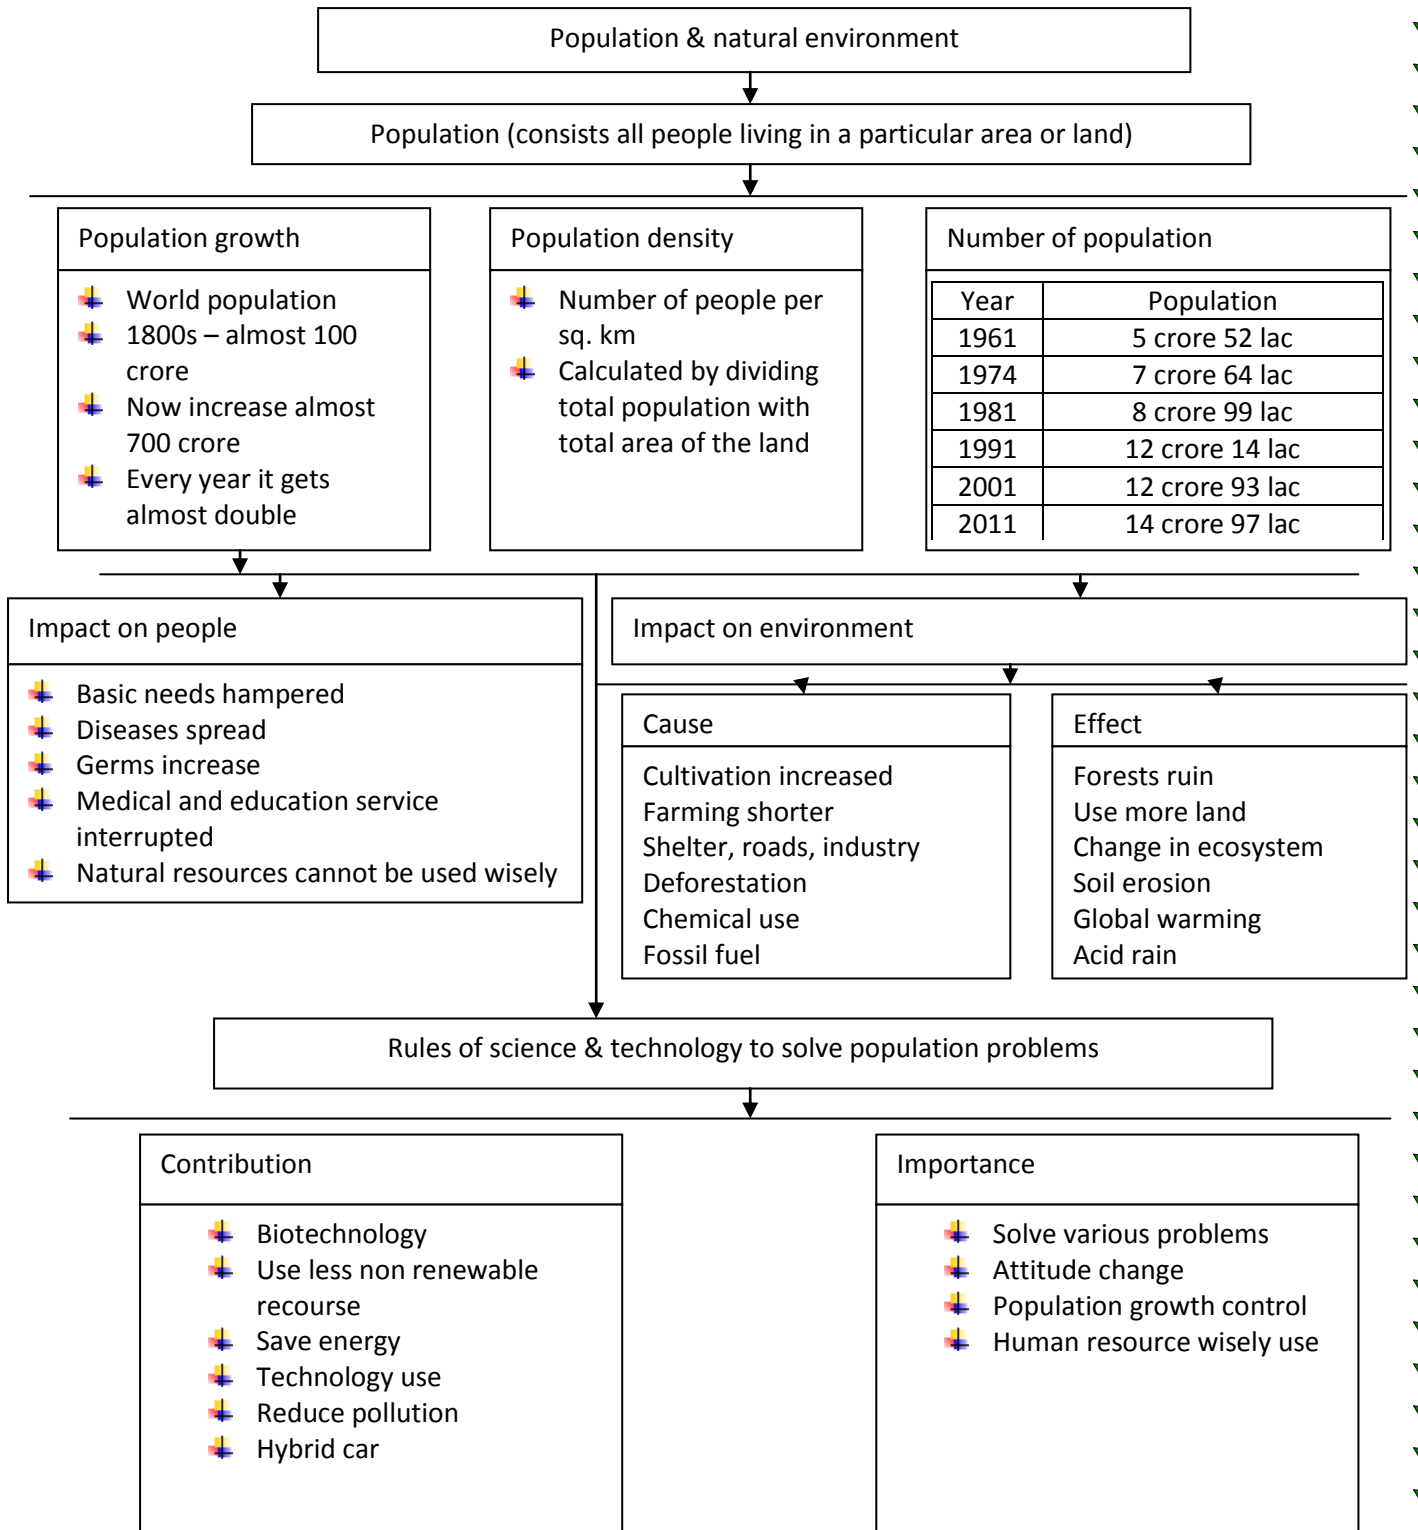 Population & natural environment
Population (consists all people living in a particular area or land)
Population growth
World population
1800s – almost 100
crore
Now increase almost
700 crore
Every year it gets
almost double
Population density
Number of people per
sq. km
Calculated by dividing
total population with
total area of the land
Number of population
Year Population
1961 5 crore 52 lac
1974 7 crore 64 lac
1981 8 crore 99 lac
1991 12 crore 14 lac
2001 12 crore 93 lac
2011 14 crore 97 lac
Impact on people
Basic needs hampered
Diseases spread
Germs increase
Medical and education service
interrupted
Natural resources cannot be used wisely
Impact on environment
Cause
Cultivation increased
Farming shorter
Shelter, roads, industry
Deforestation
Chemical use
Fossil fuel
Effect
Forests ruin
Use more land
Change in ecosystem
Soil erosion
Global warming
Acid rain
Rules of science & technology to solve population problems
Contribution
Biotechnology
Use less non renewable
recourse
Save energy
Technology use
Reduce pollution
Hybrid car
Importance
Solve various problems
Attitude change
Population growth control
Human resource wisely use